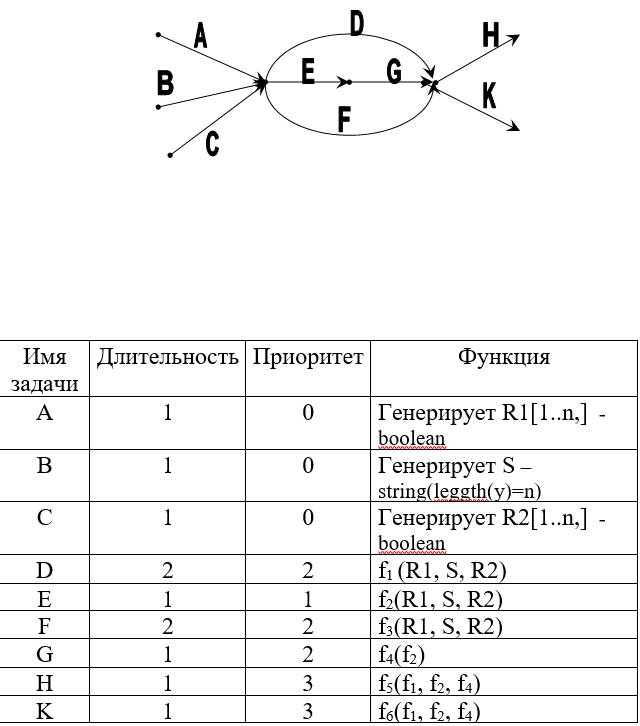 D
A
H
E
G
B
K
F
C
Имя задачи Длительность Приоритет Функция
A 1 0 Генерирует R1[1..n,] - boolean
B 1 0 Генерирует S – string(leggth(y)=n)
C 1 0 Генерирует R2[1..n,] - boolean
D 2 2 f₁ (R1, S, R2)
E 1 1 f₂(R1, S, R2)
F 2 2 f₃(R1, S, R2)
G 1 2 f₄(f₂)
H 1 3 f₅(f₁, f₂, f₄)
K 1 3 f₆(f₁, f₂, f₄)